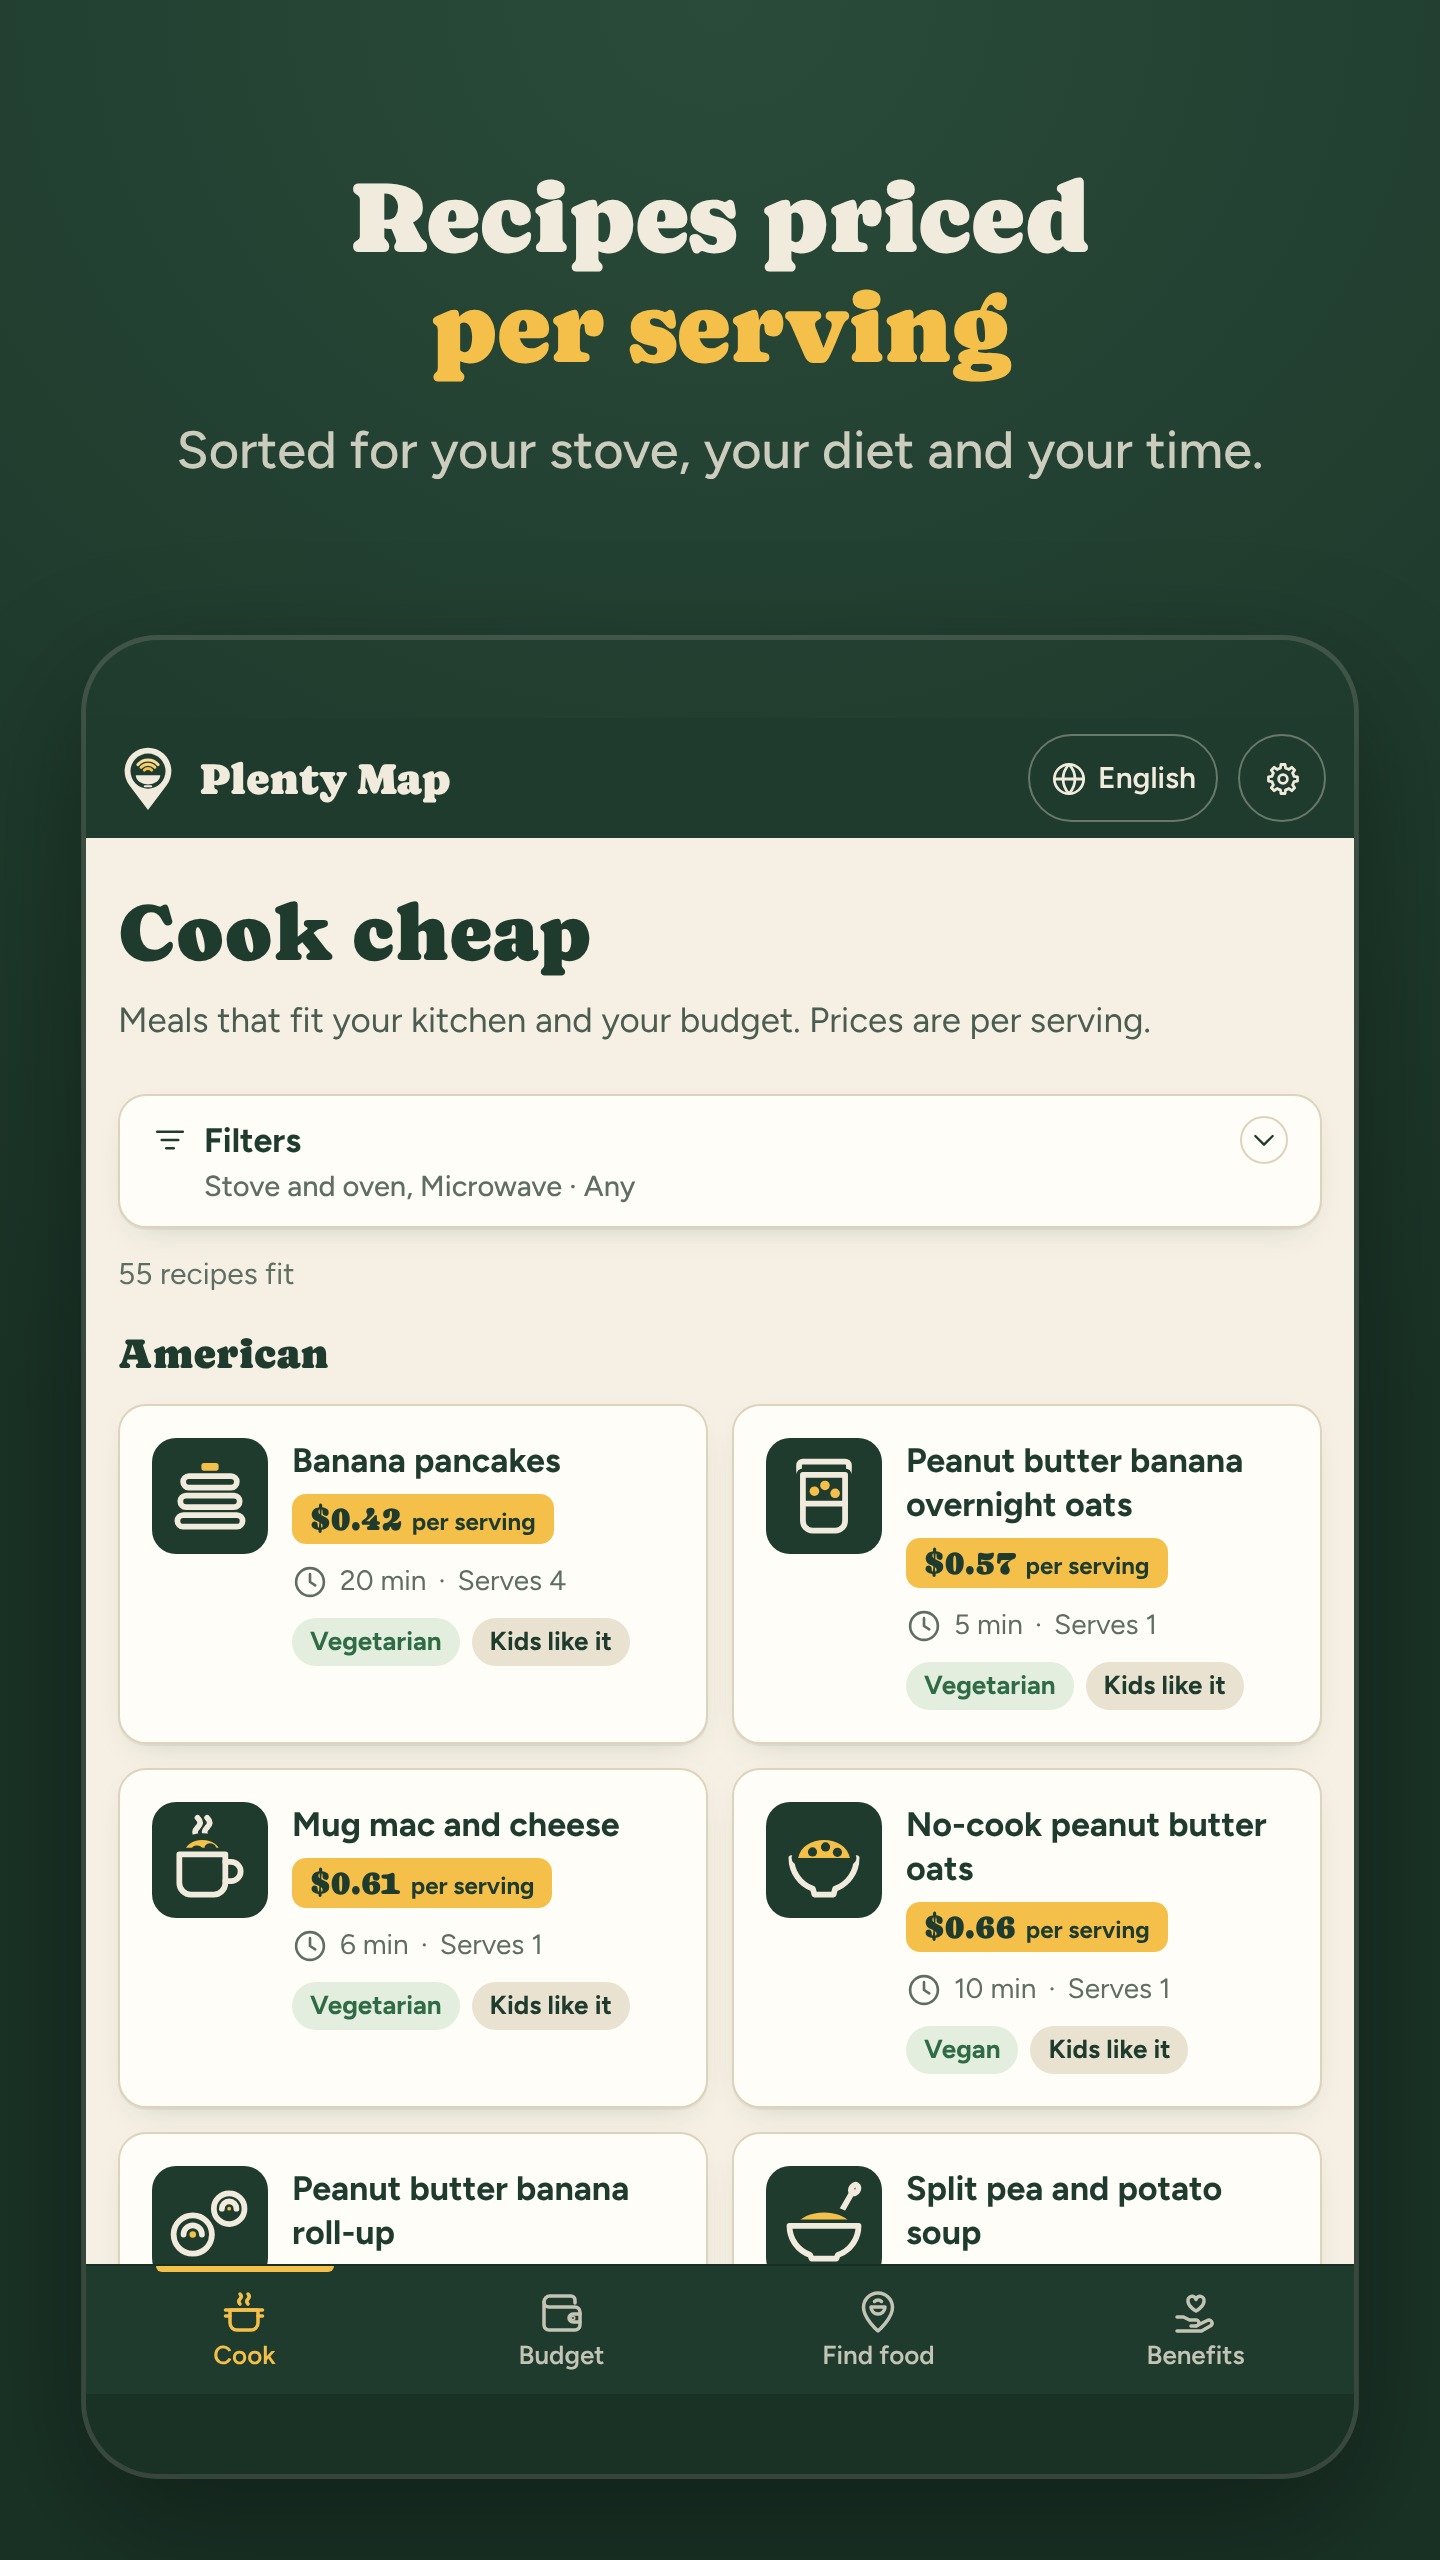 Recipes priced
per serving
Sorted for your stove, your diet and your time.
Plenty Map
English
Cook cheap
Meals that fit your kitchen and your budget. Prices are per serving.
Filters
Stove and oven, Microwave · Any
55 recipes fit
American
Banana pancakes
$0.42 per serving
20 min · Serves 4
Vegetarian
Kids like it
Peanut butter banana
overnight oats
$0.57 per serving
5 min · Serves 1
Vegetarian
Kids like it
Mug mac and cheese
$0.61 per serving
6 min · Serves 1
Vegetarian
Kids like it
No-cook peanut butter
oats
$0.66 per serving
10 min · Serves 1
Vegan
Kids like it
Peanut butter banana
roll-up
Split pea and potato
soup
Cook
Budget
Find food
Benefits